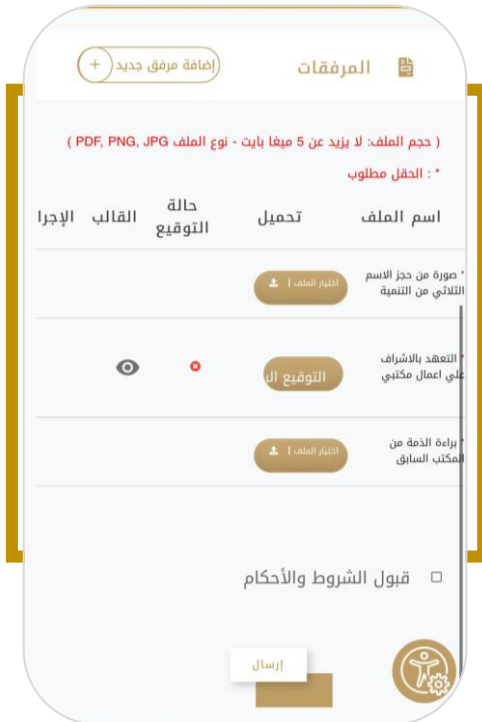 المرفقات
إضافة مرفق جديد +
( حجم الملف: لا يزيد عن 5 ميغا بايت - نوع الملف PDF, PNG, JPG )
* : الحقل مطلوب
اسم الملف تحميل حالة التوقيع القالب الإجرا
* صورة من حجز الاسم
الثلاثي من التنمية
اختيار الملف |
* التعهد بالاشراف
علي اعمال مكتبي
التوقيع الر
* براءة الذمة من
المكتب السابق
اختيار الملف |
قبول الشروط والأحكام
إرسال